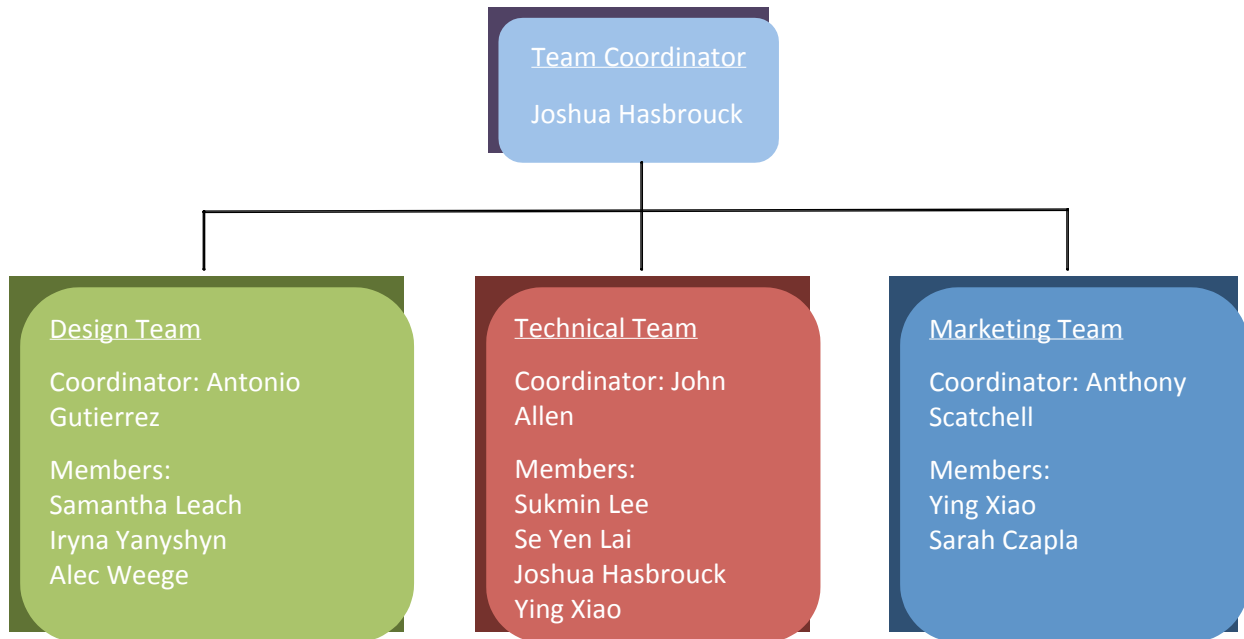 Team Coordinator
Joshua Hasbrouck
Design Team
Coordinator: Antonio
Gutierrez
Members:
Samantha Leach
Iryna Yanyshyn
Alec Weege
Technical Team
Coordinator: John
Allen
Members:
Sukmin Lee
Se Yen Lai
Joshua Hasbrouck
Ying Xiao
Marketing Team
Coordinator: Anthony
Scatchell
Members:
Ying Xiao
Sarah Czapla